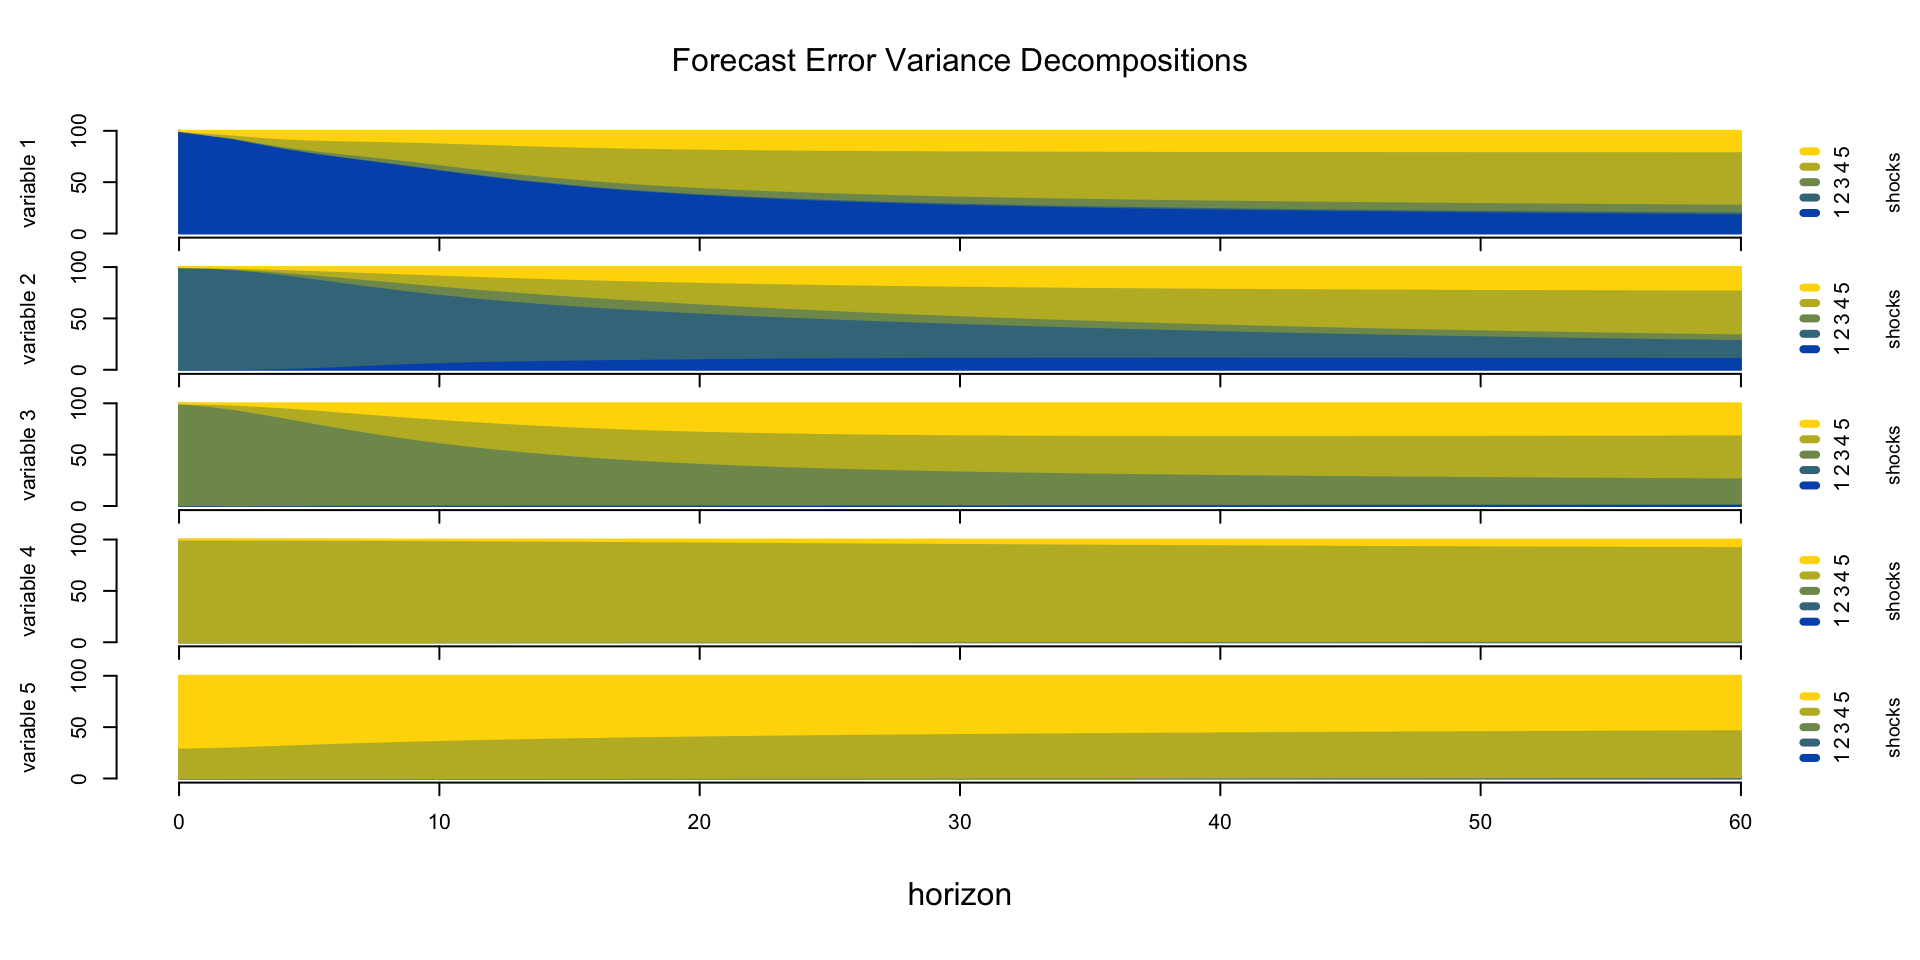 Forecast Error Variance Decompositions
variable 1
0 50 100
1 2 3 4 5
shocks
variable 2
0 50 100
1 2 3 4 5
shocks
variable 3
0 50 100
1 2 3 4 5
shocks
variable 4
0 50 100
1 2 3 4 5
shocks
variable 5
0 50 100
1 2 3 4 5
shocks
0 10 20 30 40 50 60
horizon